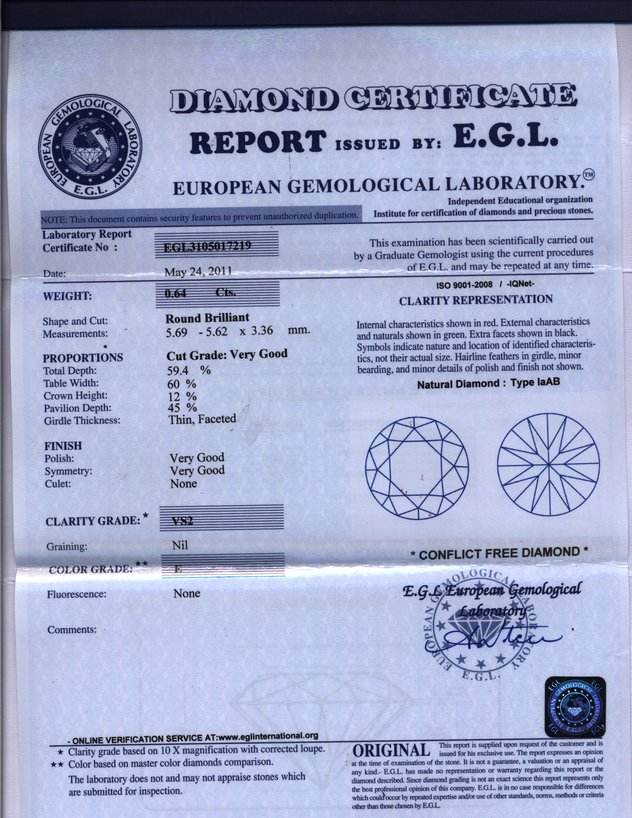 DIAMOND CERTIFICATE
REPORT ISSUED BY: E.G.L.
EUROPEAN GEMOLOGICAL LABORATORY.™
EUROPEAN GEMOLOGICAL LABORATORY
E.G.L.
Independent Educational organization
Institute for certification of diamonds and precious stones.
NOTE: This document contains security features to prevent unauthorized duplication.
Laboratory Report
Certificate No : EGL3105017219
Date: May 24, 2011
WEIGHT: 0.64 Cts.
Shape and Cut: Round Brilliant
Measurements: 5.69 - 5.62 x 3.36 mm.
PROPORTIONS Cut Grade: Very Good
Total Depth: 59.4 %
Table Width: 60 %
Crown Height: 12 %
Pavilion Depth: 45 %
Girdle Thickness: Thin, Faceted
FINISH
Polish: Very Good
Symmetry: Very Good
Culet: None
CLARITY GRADE: * VS2
Graining: Nil
COLOR GRADE: ** E
Fluorescence: None
Comments:
This examination has been scientifically carried out
by a Graduate Gemologist using the current procedures
of E.G.L. and may be repeated at any time.
ISO 9001-2008 / -IQNet-
CLARITY REPRESENTATION
Internal characteristics shown in red. External characteristics
and naturals shown in green. Extra facets shown in black.
Symbols indicate nature and location of identified characteris-
tics, not their actual size. Hairline feathers in girdle, minor
bearding, and minor details of polish and finish not shown.
Natural Diamond : Type IaAB
* CONFLICT FREE DIAMOND *
E.G.L European Gemological
Laboratory
EUROPEAN GEMOLOGICAL LABORATORY
E.G.L.
- ONLINE VERIFICATION SERVICE AT:www.eglinternational.org
* Clarity grade based on 10 X magnification with corrected loupe.
** Color based on master color diamonds comparison.
The laboratory does not and may not appraise stones which
are submitted for inspection.
ORIGINAL This report is supplied upon request of the customer and is
issued for his exclusive use. The report expresses an opinion
at the time of examination of the stone. It is not a guarantee, a valuation or an appraisal of
any kind.- E.G.L. has made no representation or warranty regarding this report or the
diamond described. Since diamond grading is not an exact science this report represents only
the best professional opinion of this company. E.G.L. is in no case responsible for differences
which could occur by repeated expertise and/or use of other standards, norms, methods or criteria
other than those chosen by E.G.L.